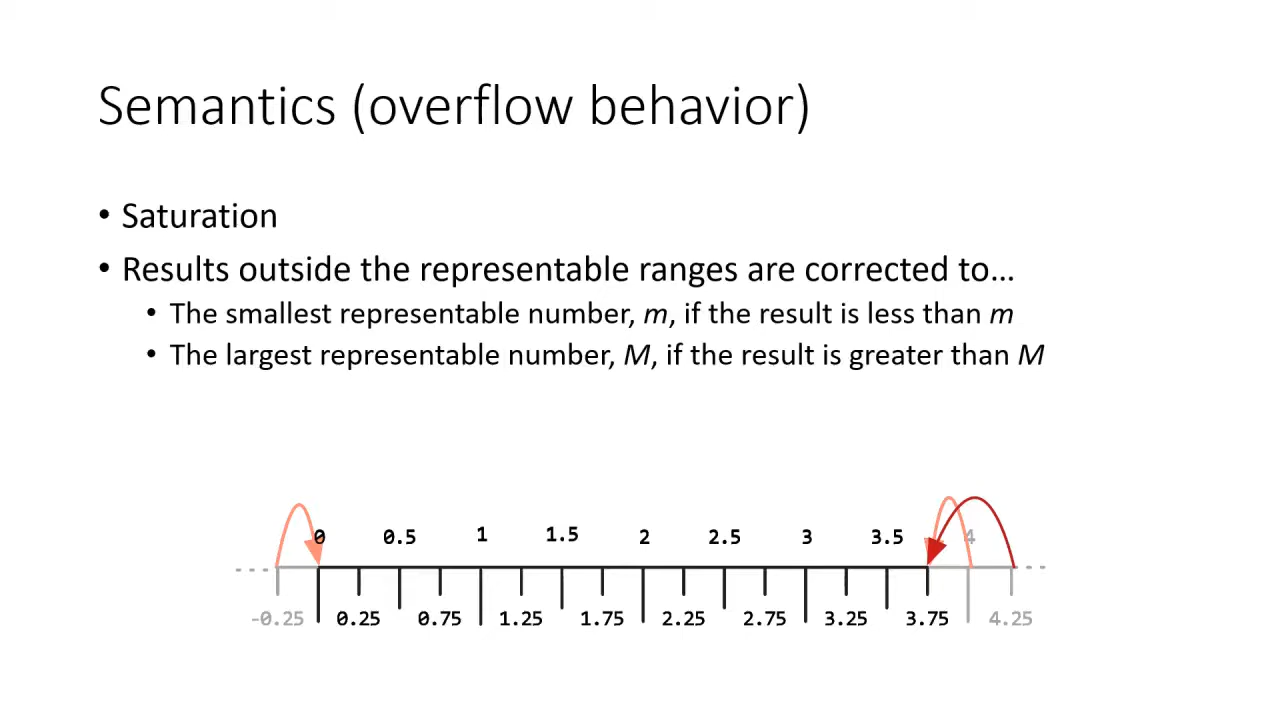 Semantics (overflow behavior)
• Saturation
• Results outside the representable ranges are corrected to…
• The smallest representable number, m, if the result is less than m
• The largest representable number, M, if the result is greater than M
0 0.5 1 1.5 2 2.5 3 3.5 4
-0.25 0.25 0.75 1.25 1.75 2.25 2.75 3.25 3.75 4.25